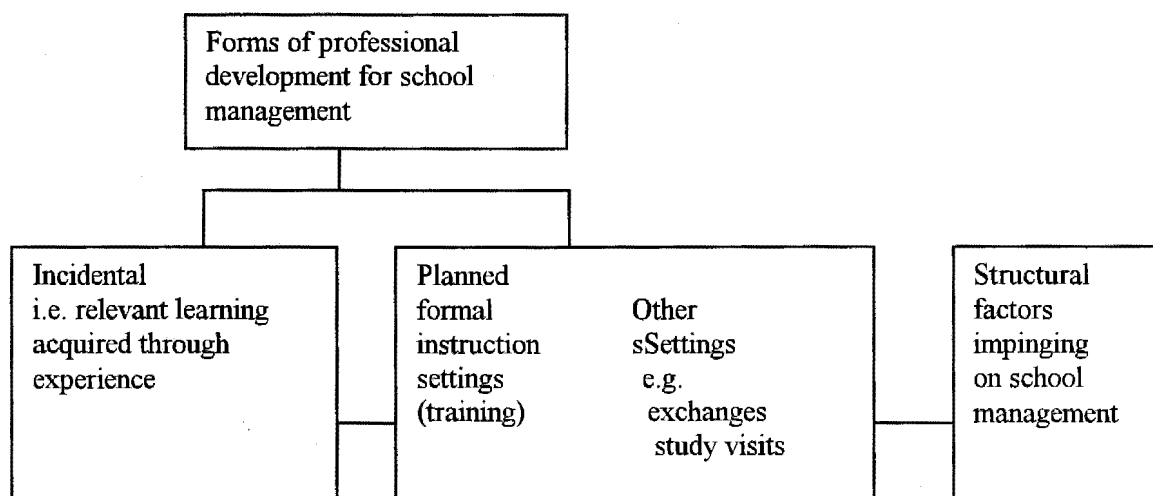 Forms of professional
development for school
management
Incidental
i.e. relevant learning
acquired through
experience
Planned
formal
instruction
settings
(training)
Other
sSettings
e.g.
exchanges
study visits
Structural
factors
impinging
on school
management